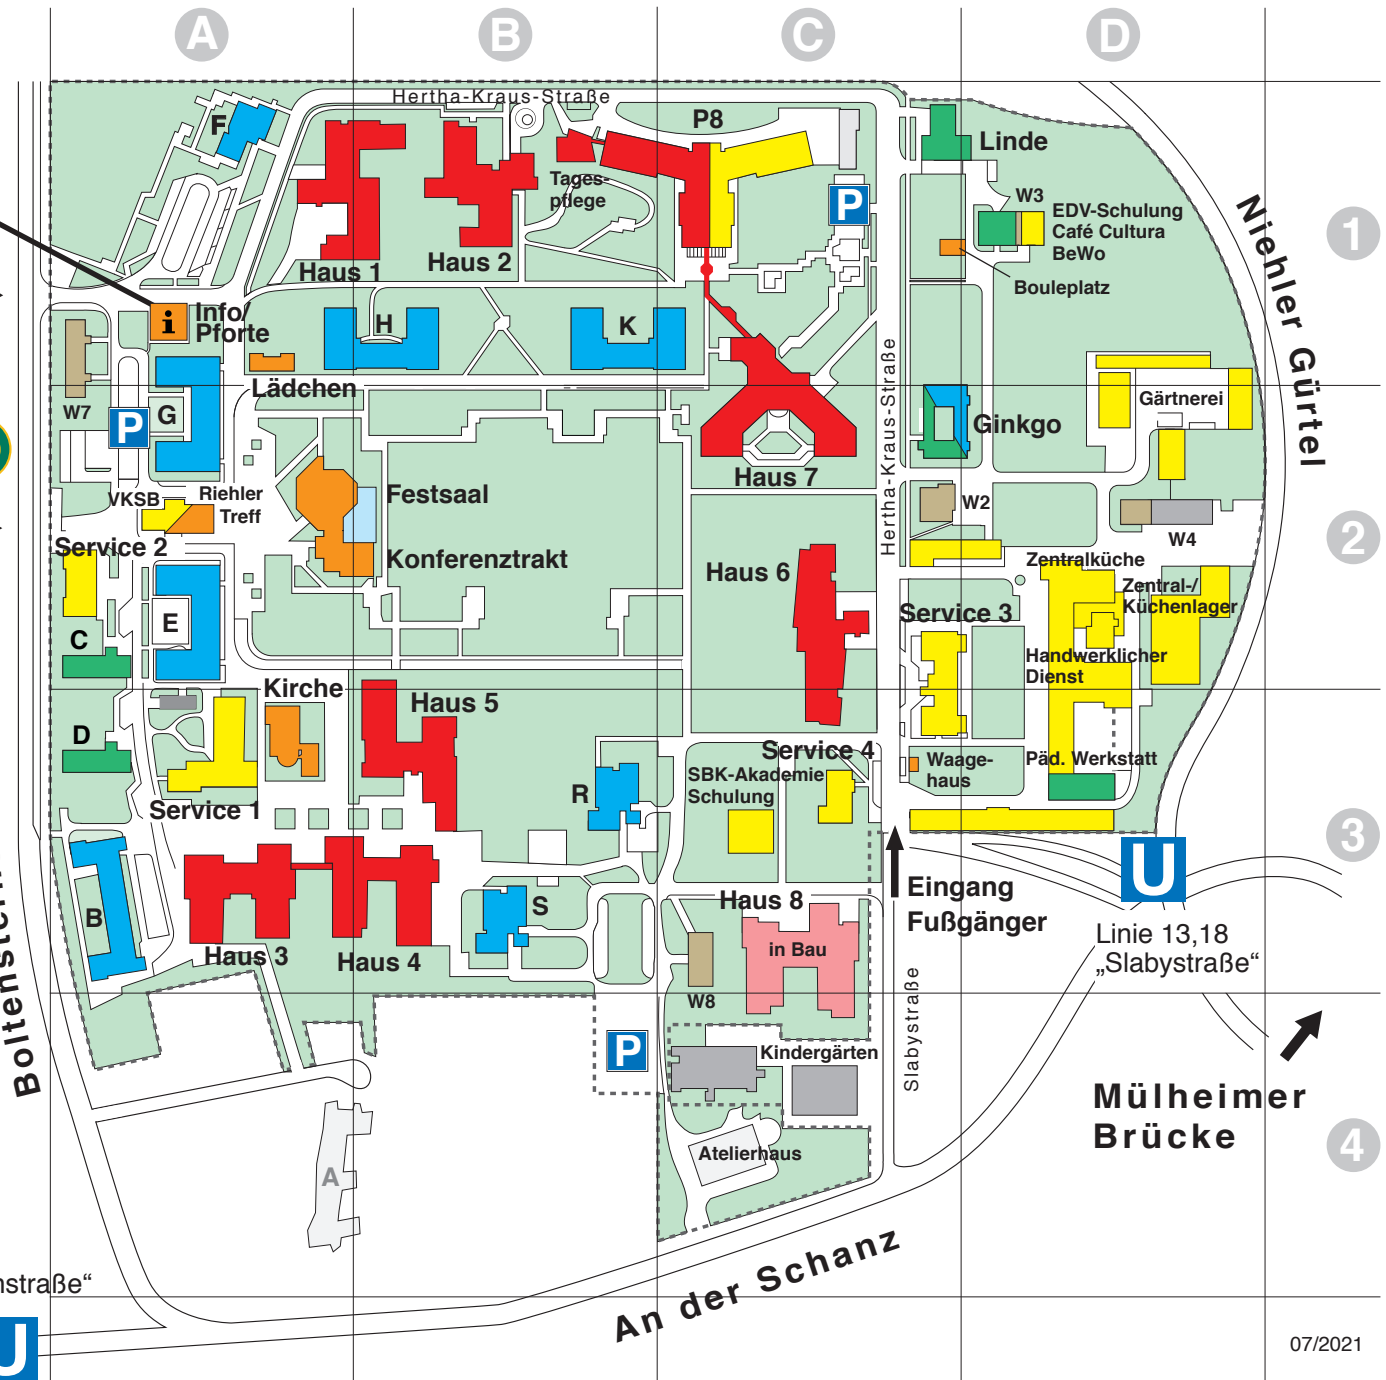 A
B
C
D
Hertha-Kraus-Straße
F
P8
Linde
Tages-
pflege
P
W3
EDV-Schulung
Café Cultura
BeWo
1
Haus 1
Haus 2
Bouleplatz
Niehler Gürtel
i
Info/
Pforte
H
K
Lädchen
Hertha-Kraus-Straße
W7
P
G
Gärtnerei
Ginkgo
Haus 7
VKSB
Riehler
Treff
Festsaal
W2
W4
2
Service 2
Konferenztrakt
Haus 6
Zentralküche
Zentral-/
Küchenlager
Service 3
E
C
Handwerklicher
Dienst
Kirche
Haus 5
D
Service 4
Waage-
haus
Päd. Werkstatt
SBK-Akademie
Schulung
R
Service 1
3
U
Eingang
Fußgänger
B
S
Haus 8
in Bau
Haus 3
Haus 4
Linie 13,18
„Slabystraße“
W8
Slabystraße
P
Kindergärten
Mülheimer
Brücke
4
Atelierhaus
A
An der Schanz
nstraße“
U
07/2021